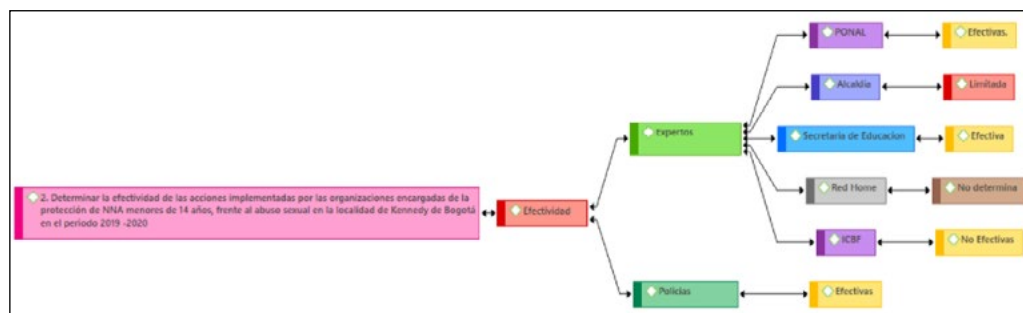 PONAL
Efectivas.
Alcaldia
Limitada
Expertos
Secretaria de Educacion
Efectiva
Red Home
No determina
2. Determinar la efectividad de las acciones implementadas por las organizaciones encargadas de la
protección de NNA menores de 14 años, frente al abuso sexual en la localidad de Kennedy de Bogotá
en el periodo 2019 -2020
Efectividad
ICBF
No Efectivas
Policias
Efectivas